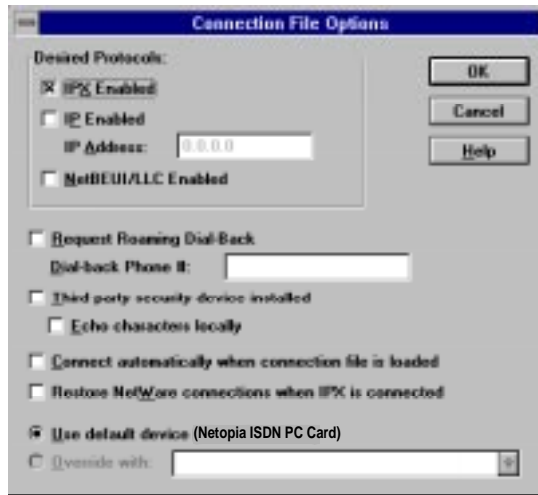 Connection File Options
Desired Protocols:
IPX Enabled
IP Enabled
IP Address: 0.0.0.0
NetBEUI/LLC Enabled
OK
Cancel
Help
Request Roaming Dial-Back
Dial-back Phone #:
Third party security device installed
Echo characters locally
Connect automatically when connection file is loaded
Restore NetWare connections when IPX is connected
Use default device (Netopia ISDN PC Card)
Override with: